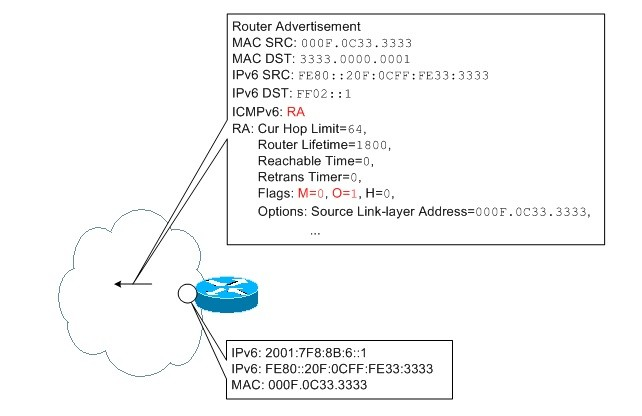 Router Advertisement
MAC SRC: 000F.0C33.3333
MAC DST: 3333.0000.0001
IPv6 SRC: FE80::20F:0CFF:FE33:3333
IPv6 DST: FF02::1
ICMPv6: RA
RA: Cur Hop Limit=64,
Router Lifetime=1800,
Reachable Time=0,
Retrans Timer=0,
Flags: M=0, O=1, H=0,
Options: Source Link-layer Address=000F.0C33.3333,
...
IPv6: 2001:7F8:8B:6::1
IPv6: FE80::20F:0CFF:FE33:3333
MAC: 000F.0C33.3333